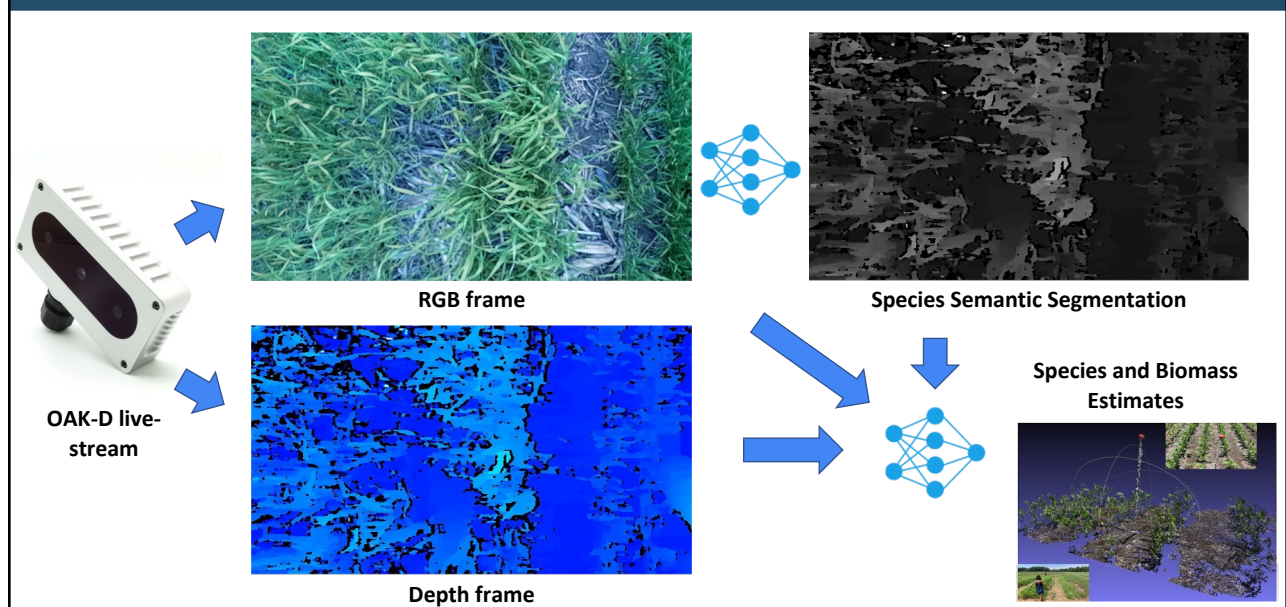 RGB frame
Species Semantic Segmentation
OAK-D live-
stream
Species and Biomass
Estimates
Depth frame